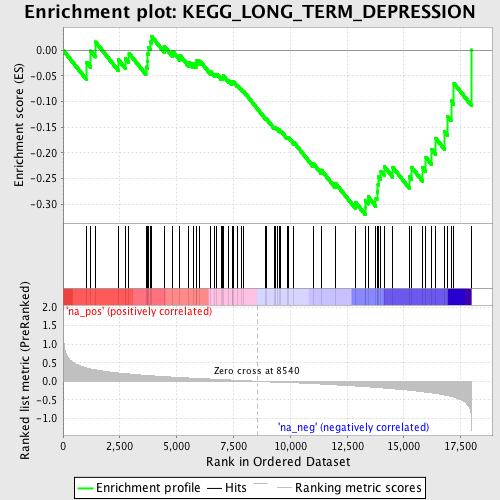 Enrichment plot: KEGG_LONG_TERM_DEPRESSION
Enrichment score (ES)
0.00
-0.05
-0.10
-0.15
-0.20
-0.25
-0.30
'na_pos' (positively correlated)
Ranked list metric (PreRanked)
2.0
1.5
1.0
0.5
0.0
-0.5
-1.0
Zero cross at 8540
'na_neg' (negatively correlated)
0 2,500 5,000 7,500 10,000 12,500 15,000 17,500
Rank in Ordered Dataset
Enrichment profile Hits Ranking metric scores